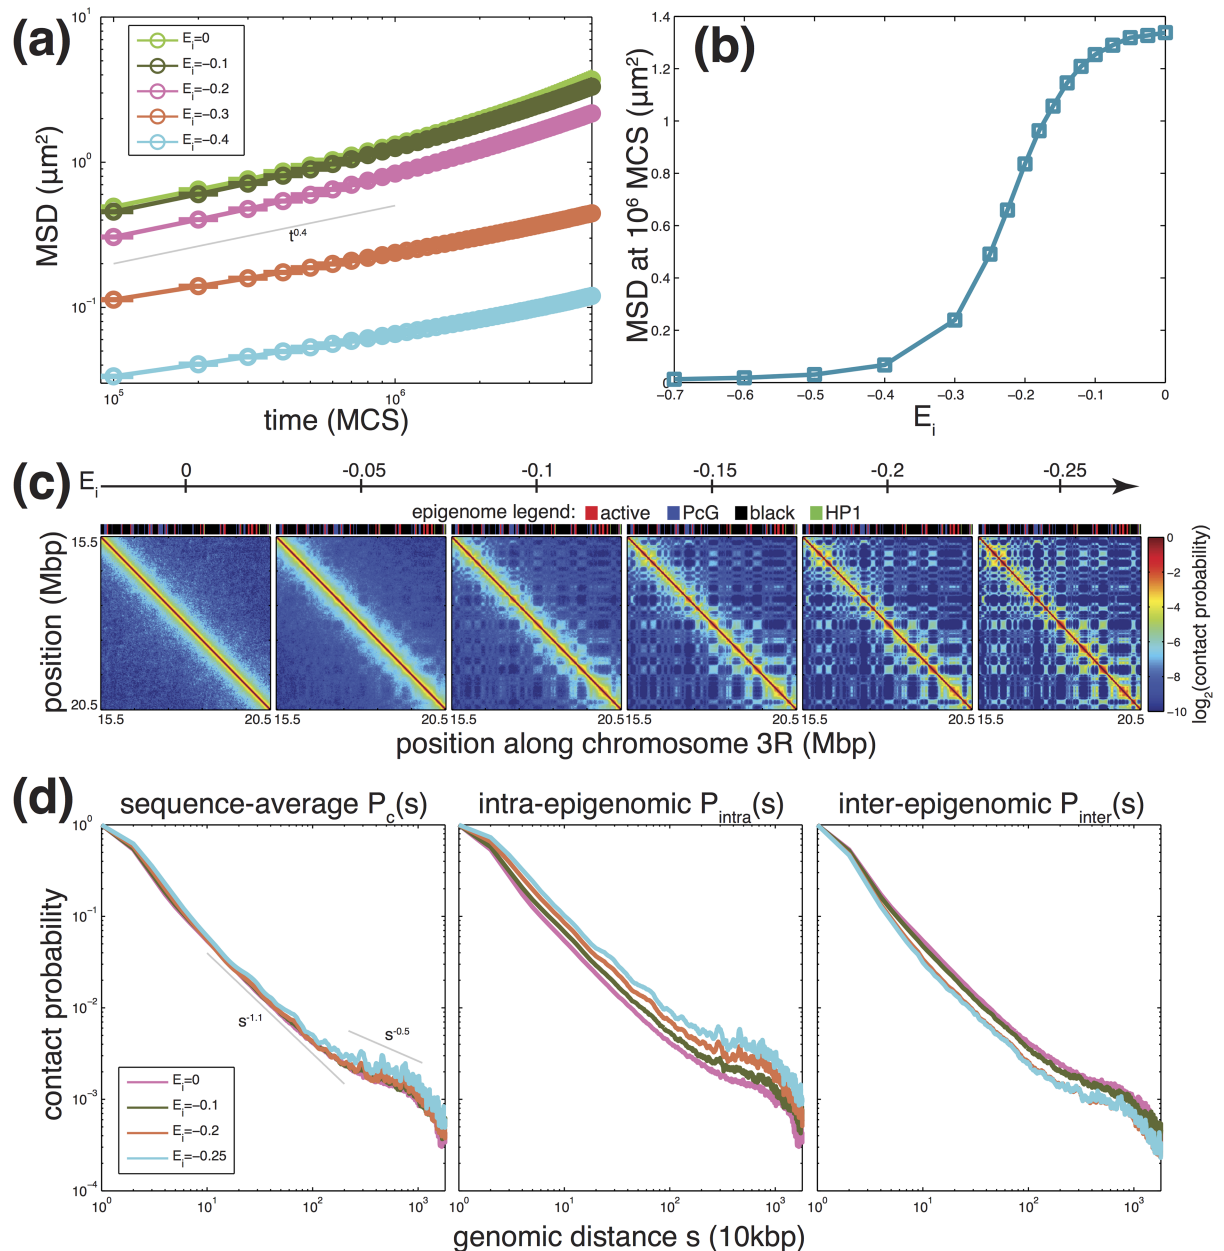 (a)
10^1
10^0
10^-1
MSD (μm²)
E_i=0
E_i=−0.1
E_i=−0.2
E_i=−0.3
E_i=−0.4
t^0.4
10^5
10^6
time (MCS)
(b)
1.4
1.2
1
0.8
0.6
0.4
0.2
0
MSD at 10^6 MCS (μm²)
−0.7 −0.6 −0.5 −0.4 −0.3 −0.2 −0.1 0
E_i
(c)
E_i
0 -0.05 -0.1 -0.15 -0.2 -0.25
epigenome legend: active PcG black HP1
15.5
20.5
position (Mbp)
15.5 20.5 15.5 20.5 15.5 20.5 15.5 20.5 15.5 20.5 15.5 20.5
position along chromosome 3R (Mbp)
0
−2
−4
−6
−8
−10
log_2(contact probability)
(d)
sequence-average P_c(s)
intra-epigenomic P_intra(s)
inter-epigenomic P_inter(s)
10^0
10^-1
10^-2
10^-3
10^-4
contact probability
s^-1.1
s^-0.5
E_i=0
E_i=−0.1
E_i=−0.2
E_i=−0.25
10^0 10^1 10^2 10^3
10^0 10^1 10^2 10^3
10^0 10^1 10^2 10^3
genomic distance s (10kbp)